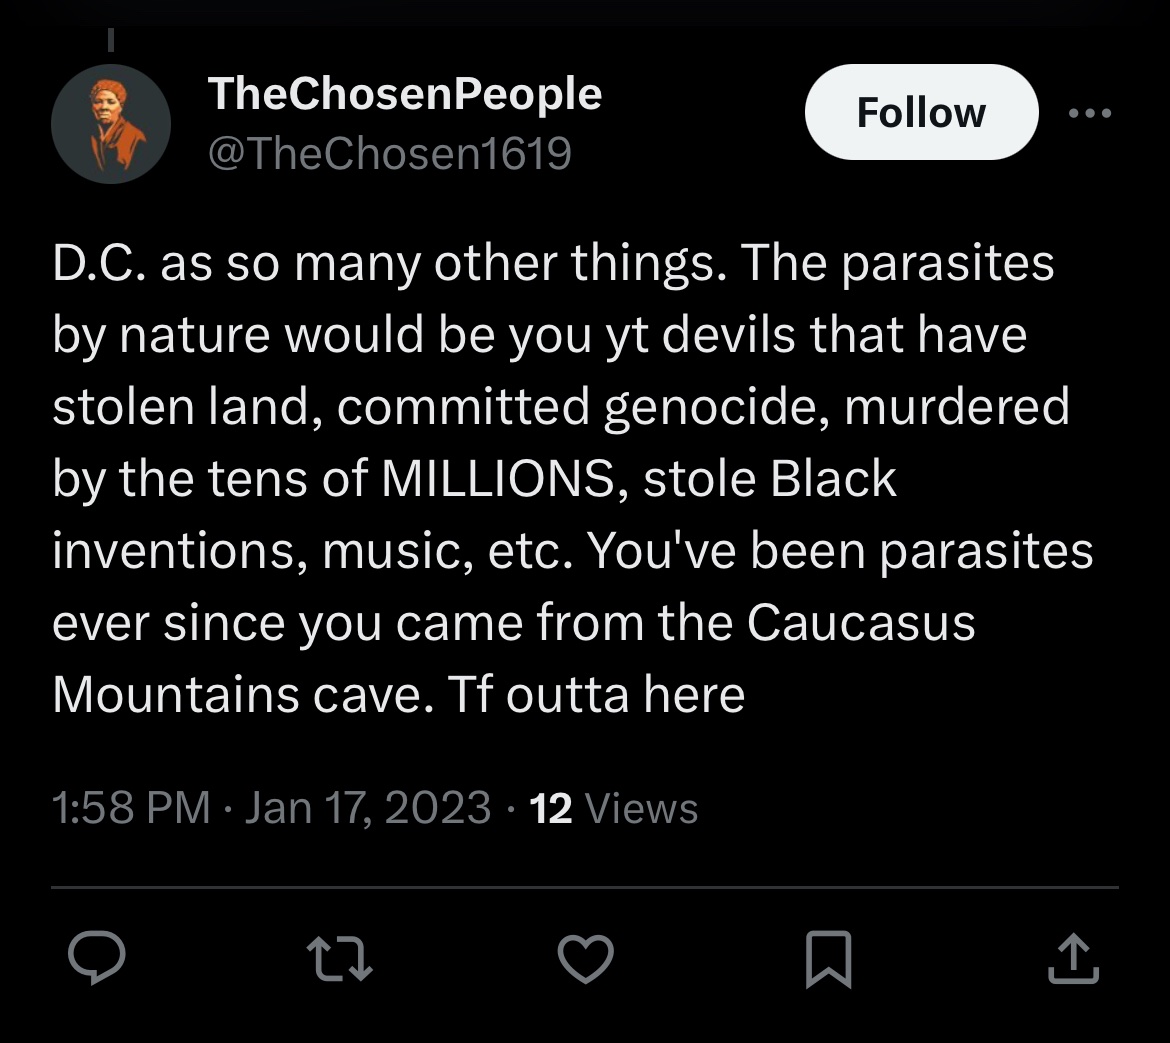 TheChosenPeople
@TheChosen1619
Follow
D.C. as so many other things. The parasites
by nature would be you yt devils that have
stolen land, committed genocide, murdered
by the tens of MILLIONS, stole Black
inventions, music, etc. You've been parasites
ever since you came from the Caucasus
Mountains cave. Tf outta here
1:58 PM · Jan 17, 2023 · 12 Views